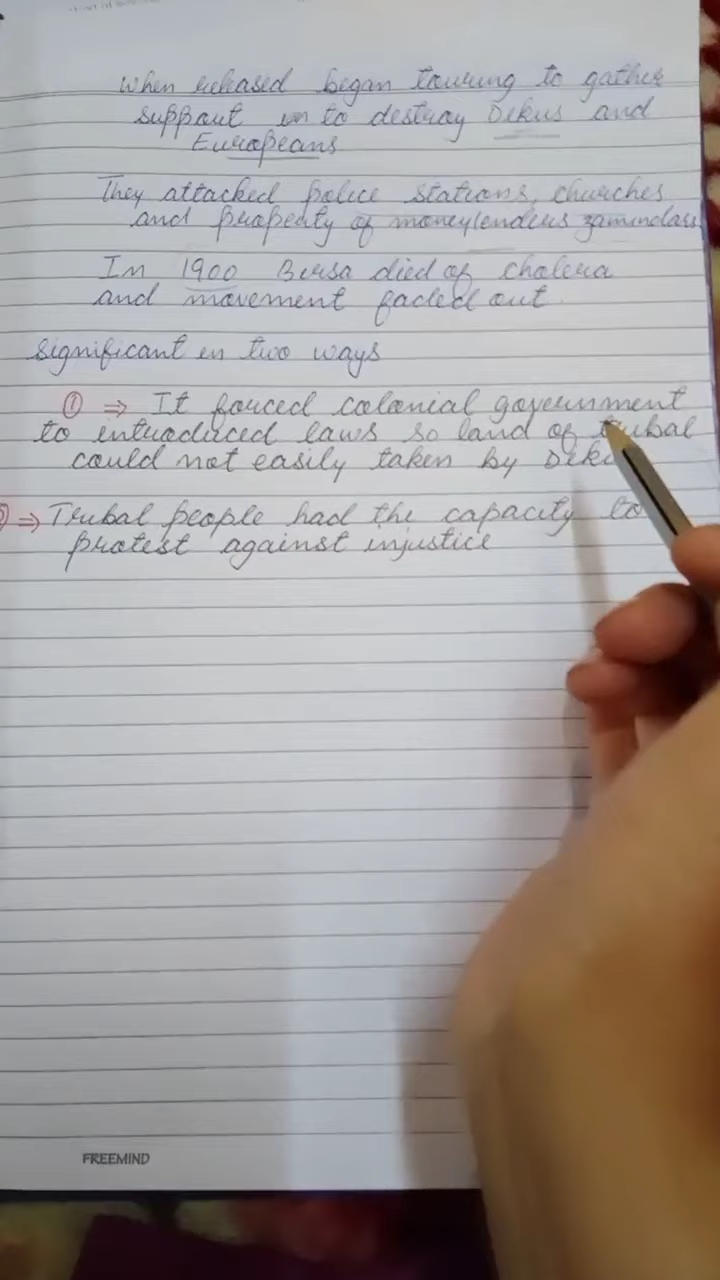 When released began touring to gather
support in to destroy Dikus and
Europeans
They attacked police stations, churches
and property of moneylenders zamindars
In 1900 Birsa died of cholera
and movement faded out.
Significant in two ways
① ⇒ It forced colonial government
to introduced laws so land of tribal
could not easily taken by Diku
⇒ Tribal people had the capacity to
protest against injustice
FREEMIND